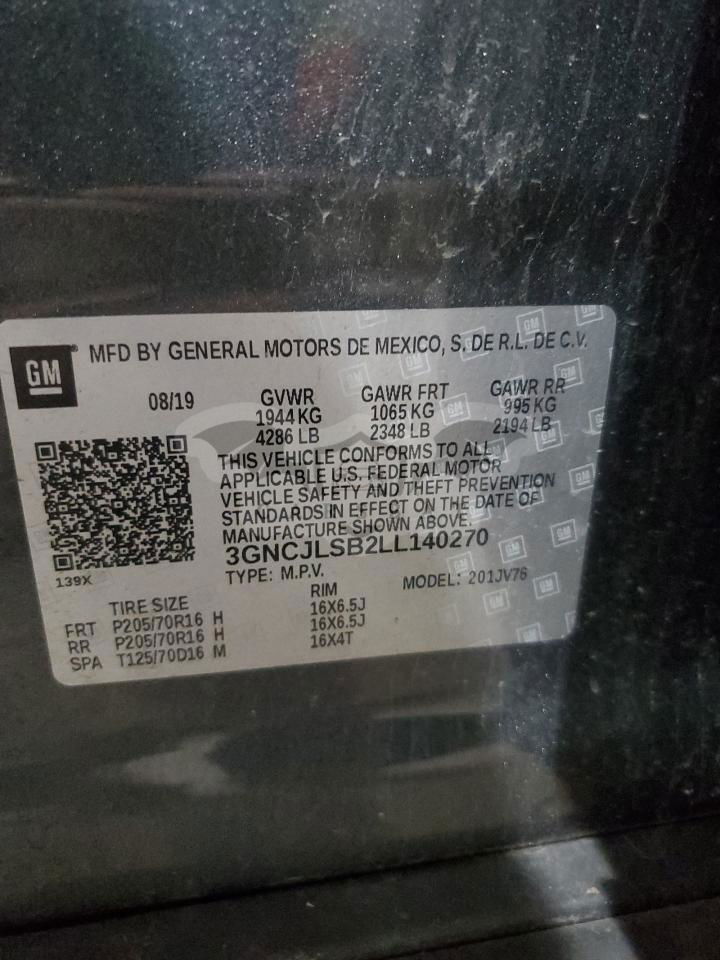 GM
MFD BY GENERAL MOTORS DE MEXICO, S. DE R.L. DE C.V.
08/19 GVWR GAWR FRT GAWR RR
1944 KG 1065 KG 995 KG
4286 LB 2348 LB 2194 LB
THIS VEHICLE CONFORMS TO ALL
APPLICABLE U.S. FEDERAL MOTOR
VEHICLE SAFETY AND THEFT PREVENTION
STANDARDS IN EFFECT ON THE DATE OF
MANUFACTURE SHOWN ABOVE.
3GNCJLSB2LL140270
139X
TYPE: M.P.V. MODEL: 201JV76
TIRE SIZE RIM
FRT P205/70R16 H 16X6.5J
RR P205/70R16 H 16X6.5J
SPA T125/70D16 M 16X4T